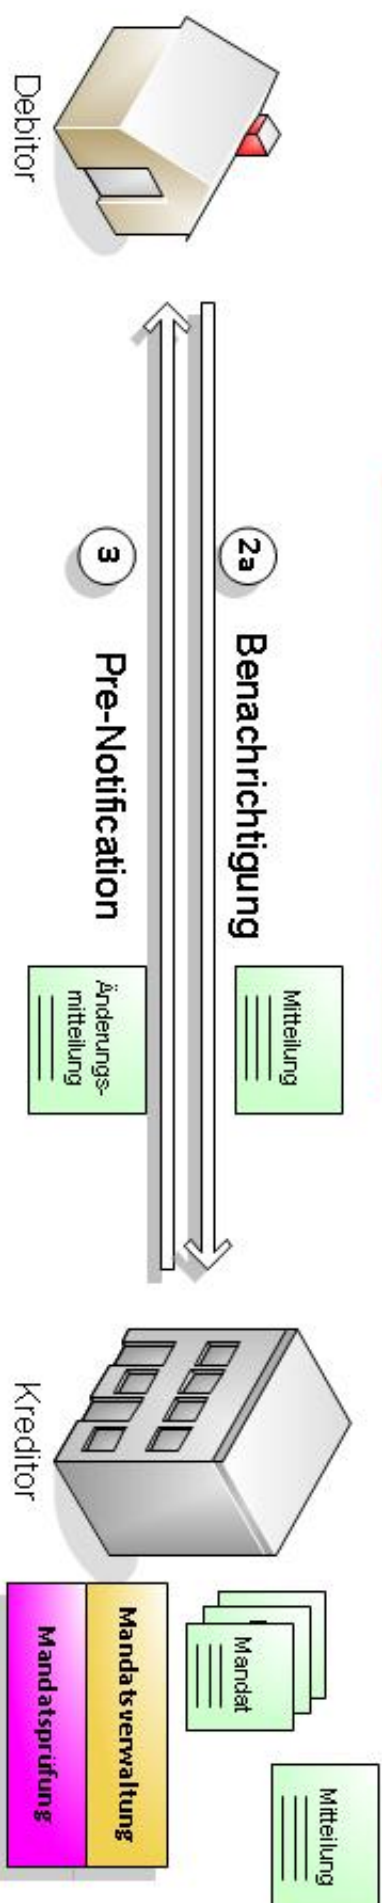 Mitteilung
2a
Benachrichtigung
Mitteilung
Mandat
3
Pre-Notification
Änderungs-
mitteilung
Debitor
Kreditor
Mandatsverwaltung
Mandatsprüfung